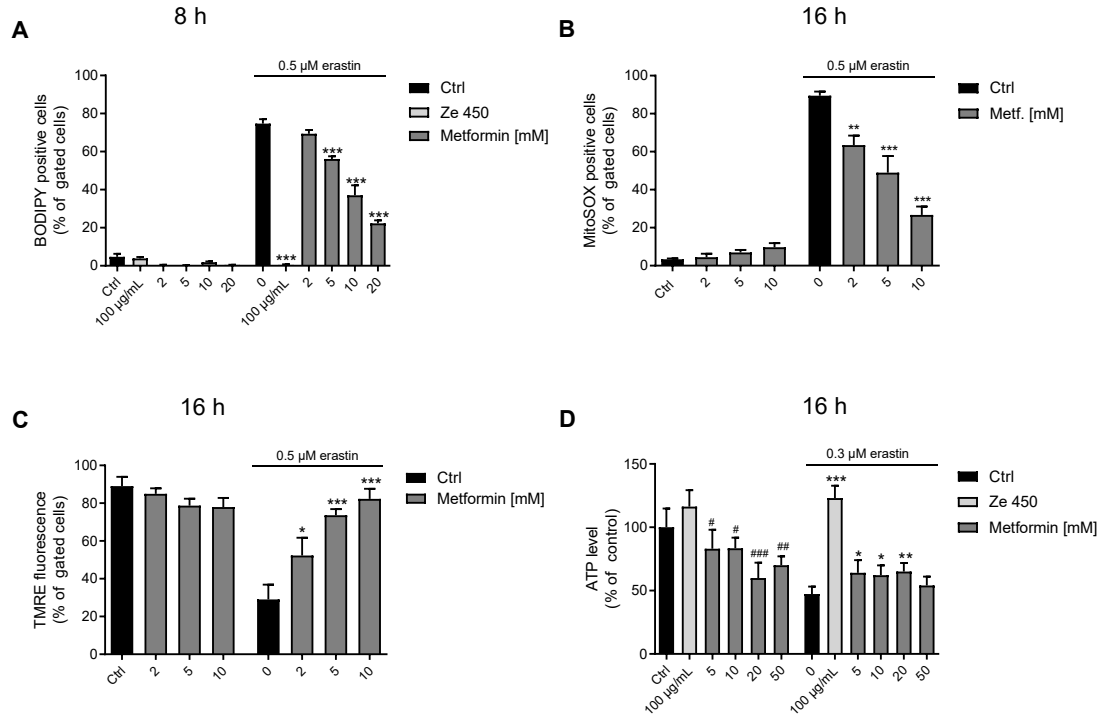 8 h
A
0.5 µM erastin
BODIPY positive cells
(% of gated cells)
100
80
60
40
20
0
***
***
***
***
Ctrl
100 µg/mL
2
5
10
20
0
100 µg/mL
2
5
10
20
Ctrl
Ze 450
Metformin [mM]
16 h
B
0.5 µM erastin
MitoSOX positive cells
(% of gated cells)
100
80
60
40
20
0
**
***
***
Ctrl
2
5
10
0
2
5
10
Ctrl
Metf. [mM]
16 h
C
0.5 µM erastin
TMRE fluorescence
(% of gated cells)
100
80
60
40
20
0
*
***
***
Ctrl
2
5
10
0
2
5
10
Ctrl
Metformin [mM]
16 h
D
0.3 µM erastin
ATP level
(% of control)
150
100
50
0
#
#
###
##
***
*
*
**
Ctrl
100 µg/mL
5
10
20
50
0
100 µg/mL
5
10
20
50
Ctrl
Ze 450
Metformin [mM]